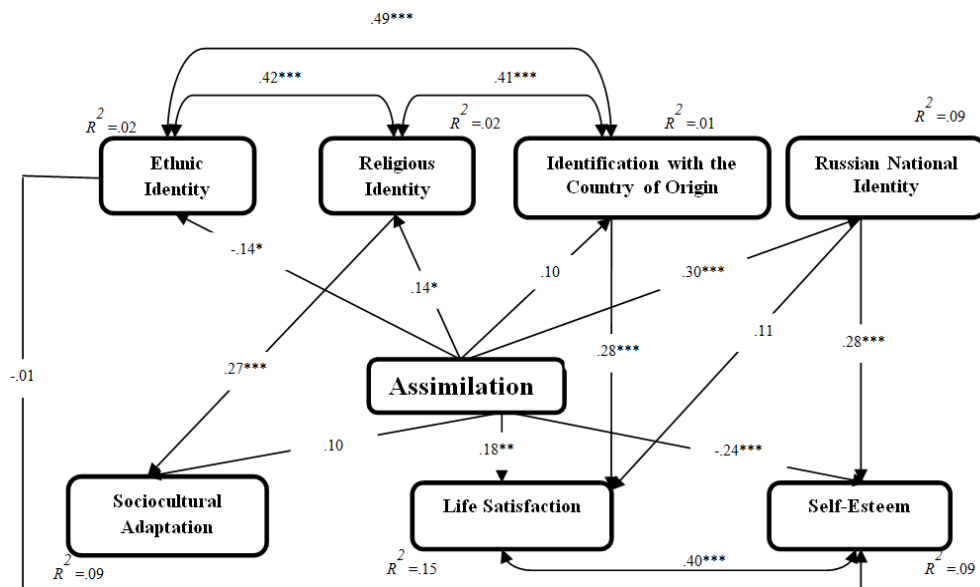 .49***
.42***
.41***
R² =.02
R² =.02
R² =.01
R² =.09
Ethnic
Identity
Religious
Identity
Identification with the
Country of Origin
Russian National
Identity
-.14*
.14*
.10
.30***
.11
.27***
.28***
.28***
-.01
Assimilation
.10
.18**
-.24***
Sociocultural
Adaptation
Life Satisfaction
Self-Esteem
R² =.09
R² =.15
.40***
R² =.09